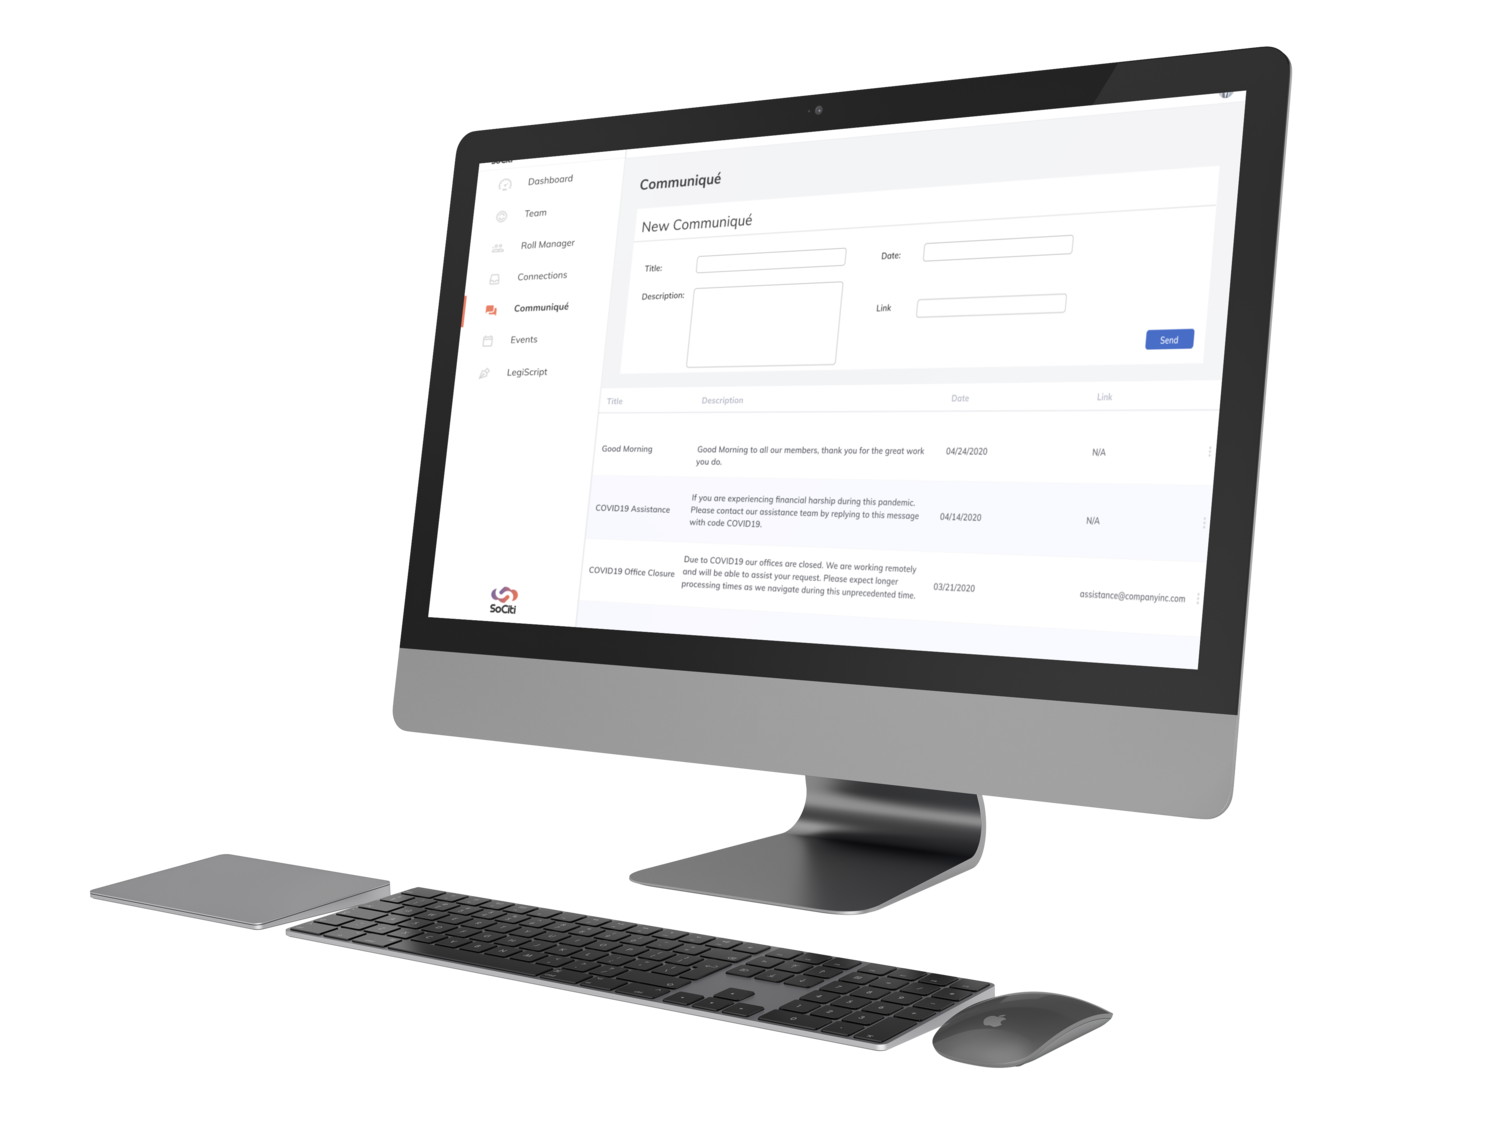 Dashboard
Team
Roll Manager
Connections
Communiqué
Events
LegiScript
SoCiti
Communiqué
New Communiqué
Title:
Date:
Description:
Link
Send
Title Description Date Link
Good Morning
Good Morning to all our members, thank you for the great work
you do.
04/24/2020
N/A
COVID19 Assistance
If you are experiencing financial harship during this pandemic.
Please contact our assistance team by replying to this message
with code COVID19.
04/14/2020
N/A
COVID19 Office Closure
Due to COVID19 our offices are closed. We are working remotely
and will be able to assist your request. Please expect longer
processing times as we navigate during this unprecedented time.
03/21/2020
assistance@companyinc.com